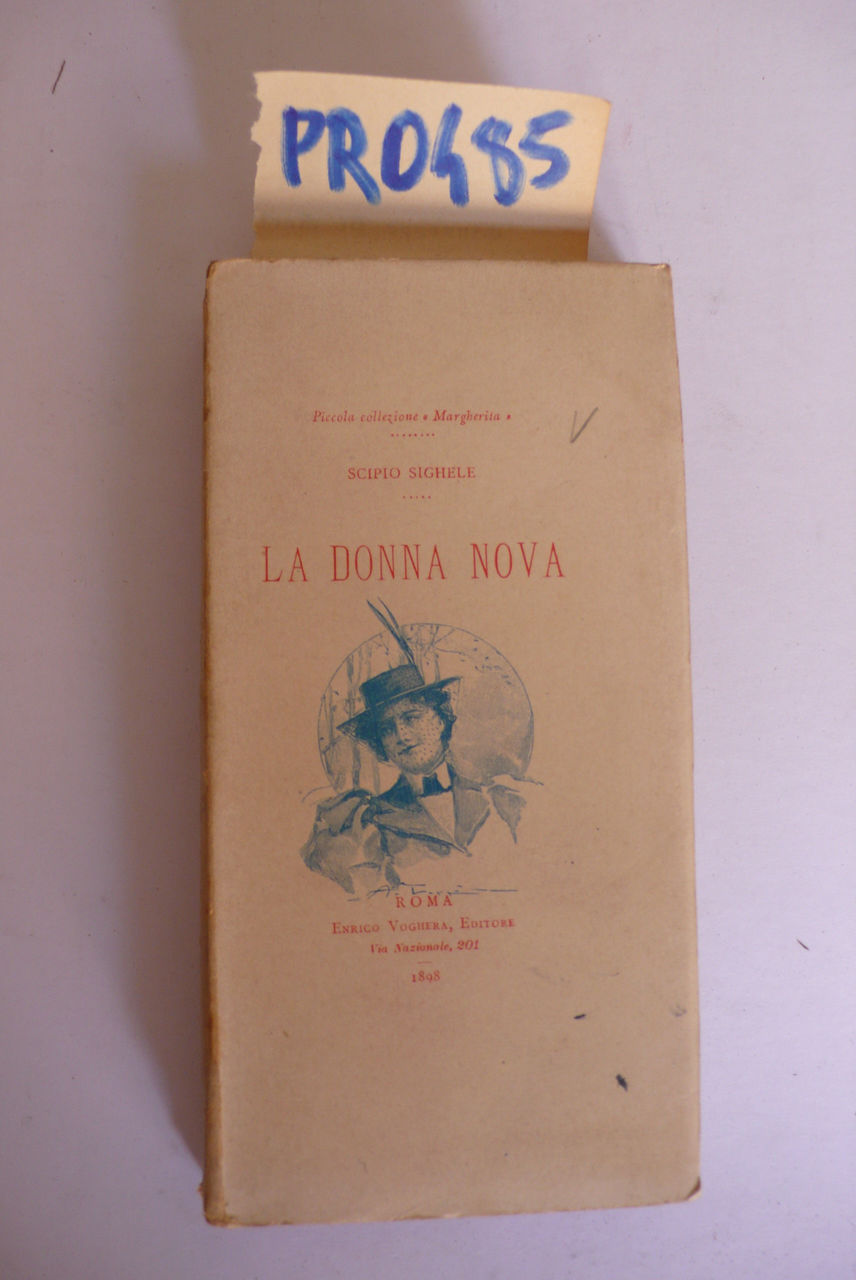 PR0485
Piccola collezione « Margherita »
SCIPIO SIGHELE
LA DONNA NOVA
ROMA
ENRICO VOGHERA, EDITORE
Via Nazionale, 201
1898